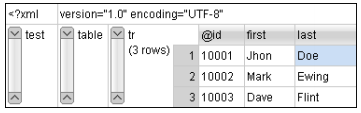 <?xml version="1.0" encoding="UTF-8"
test table tr @id first last
(3 rows) 1 10001 Jhon Doe
2 10002 Mark Ewing
3 10003 Dave Flint